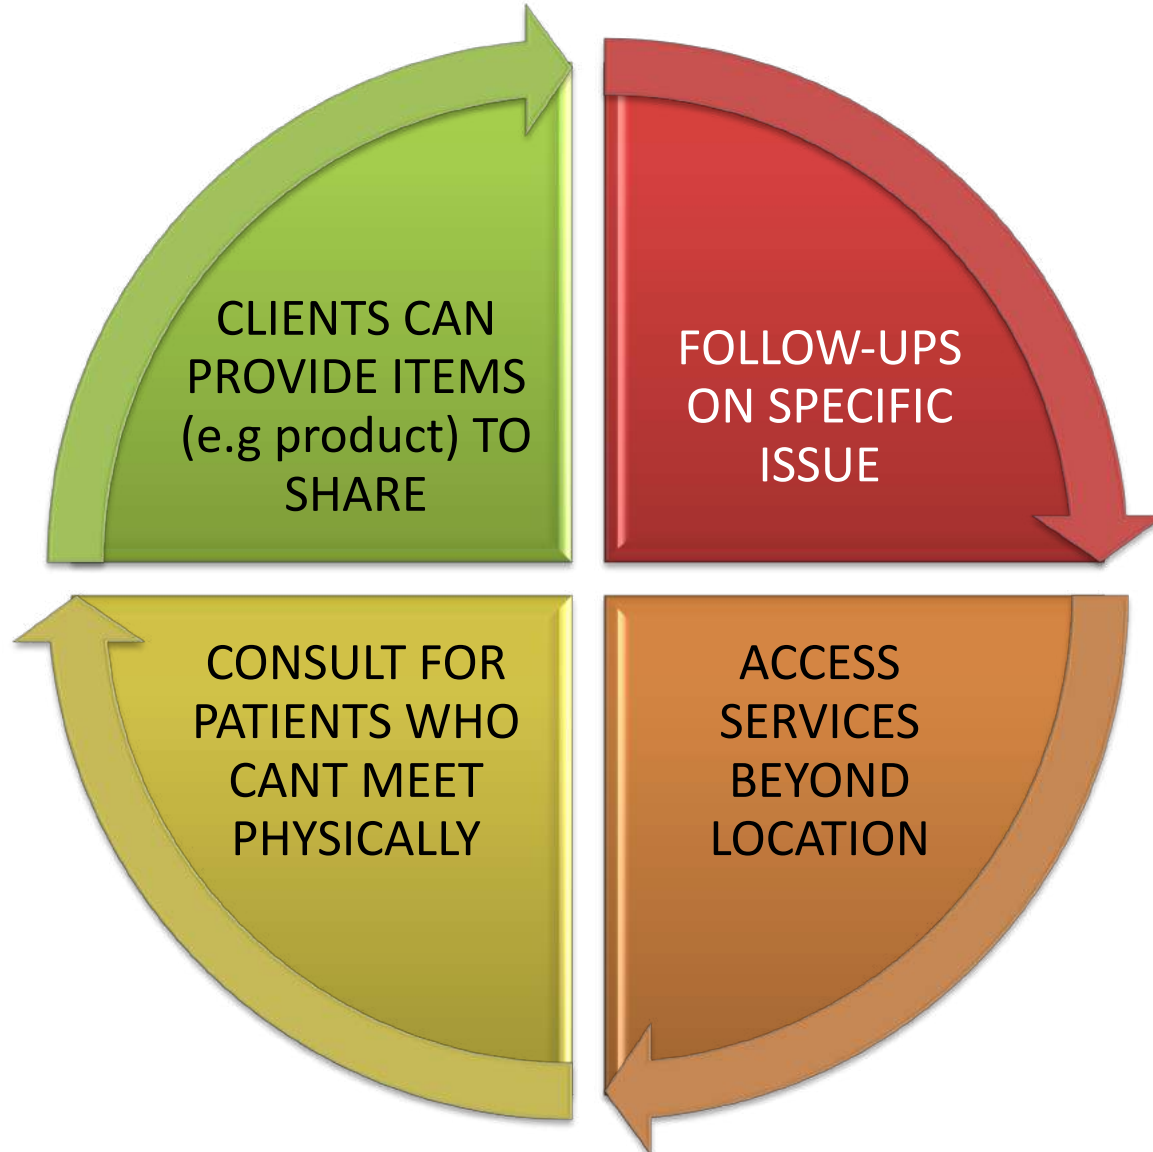 CLIENTS CAN
PROVIDE ITEMS
(e.g product) TO
SHARE
FOLLOW-UPS
ON SPECIFIC
ISSUE
CONSULT FOR
PATIENTS WHO
CANT MEET
PHYSICALLY
ACCESS
SERVICES
BEYOND
LOCATION